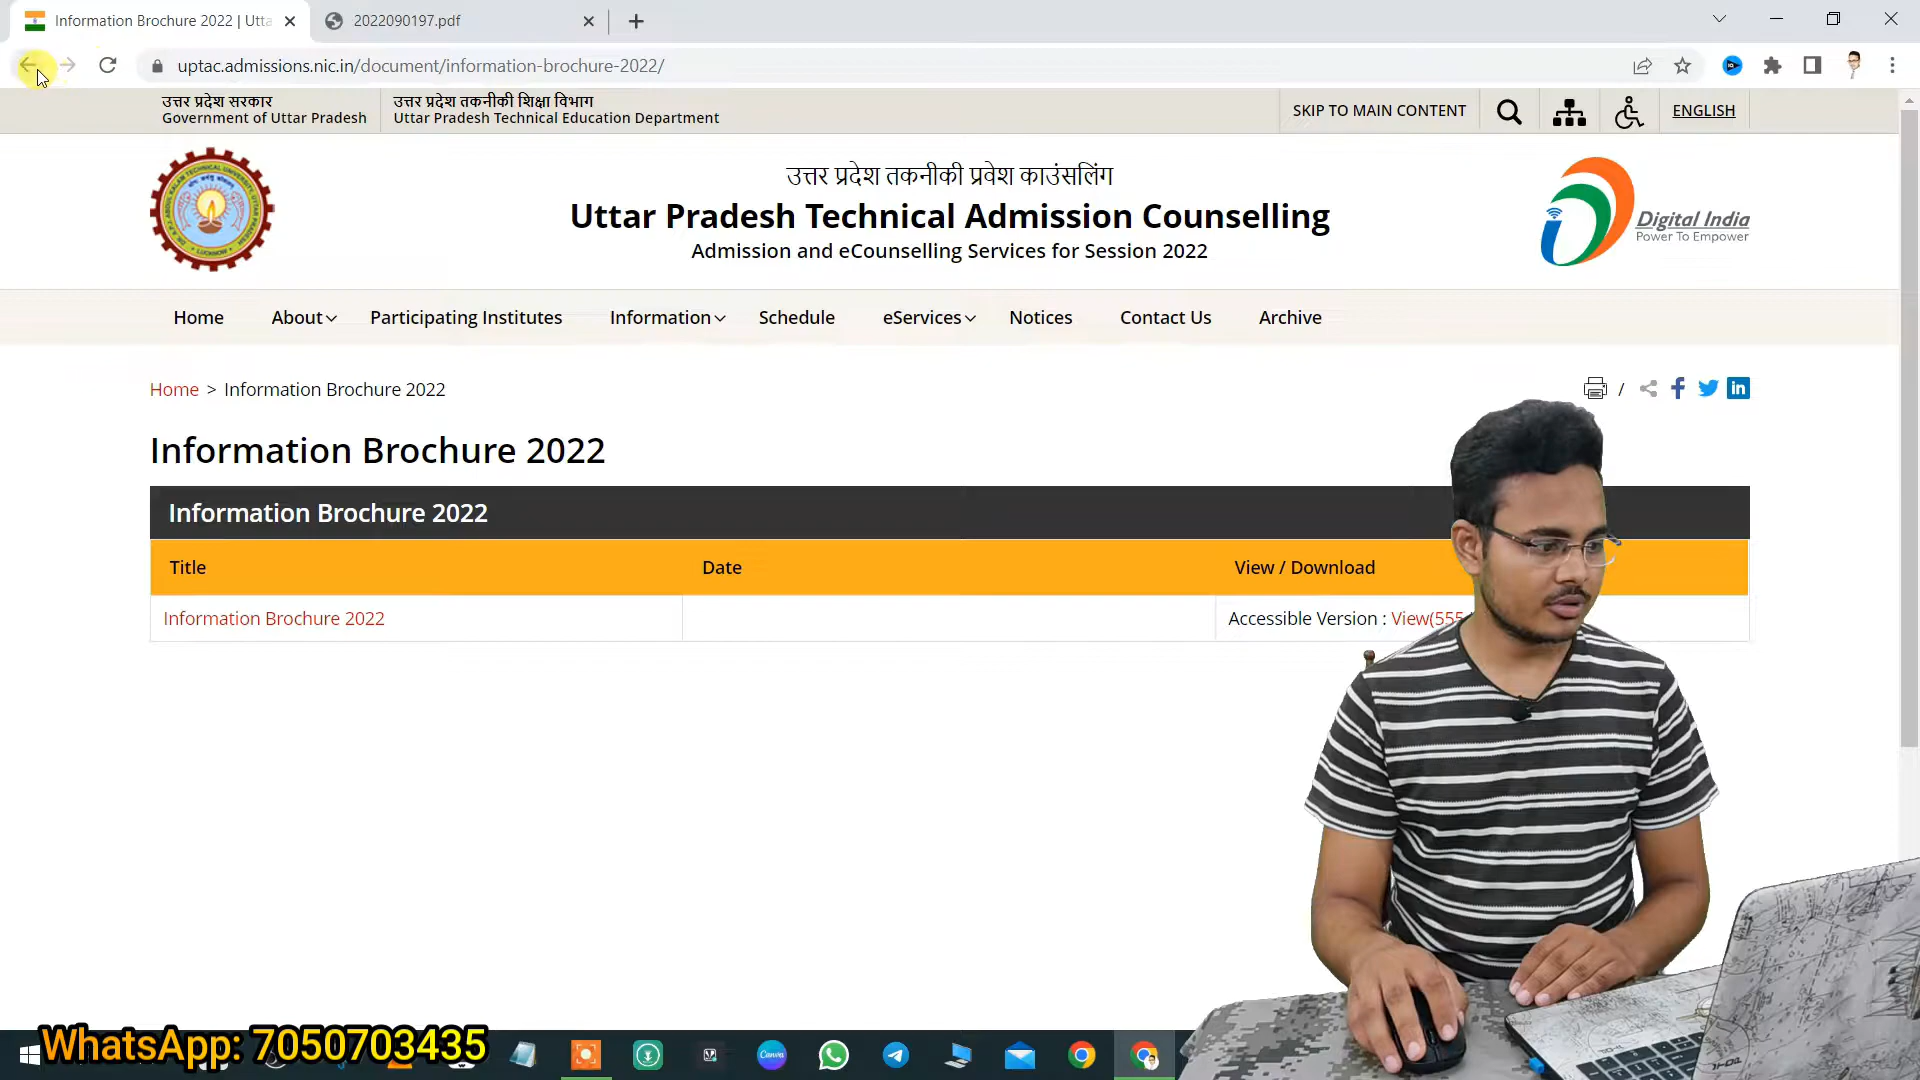 Information Brochure 2022 | Utta
2022090197.pdf
uptac.admissions.nic.in/document/information-brochure-2022/
उत्तर प्रदेश सरकार
Government of Uttar Pradesh
उत्तर प्रदेश तकनीकी शिक्षा विभाग
Uttar Pradesh Technical Education Department
SKIP TO MAIN CONTENT
ENGLISH
उत्तर प्रदेश तकनीकी प्रवेश काउंसलिंग
Uttar Pradesh Technical Admission Counselling
Admission and eCounselling Services for Session 2022
Digital India
Power To Empower
Home About Participating Institutes Information Schedule eServices Notices Contact Us Archive
Home > Information Brochure 2022
/
Information Brochure 2022
Information Brochure 2022
Title Date View / Download
Information Brochure 2022 Accessible Version : View(555
WhatsApp: 7050703435